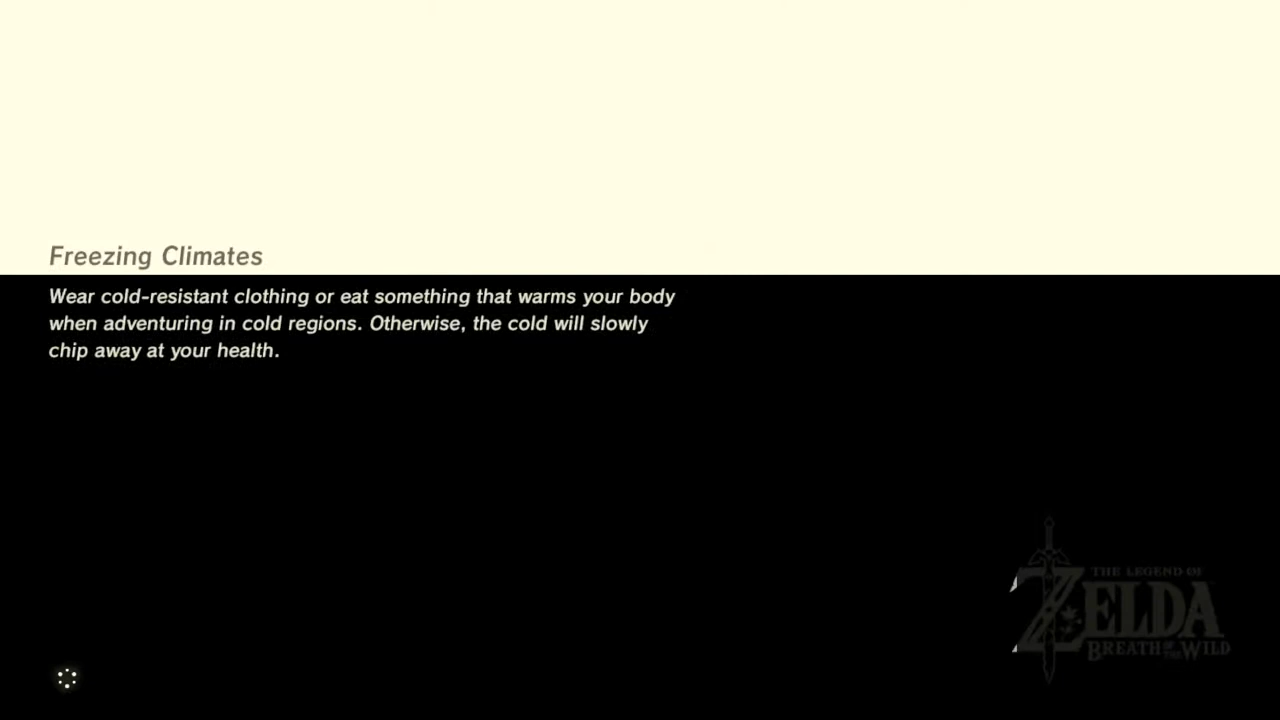 Freezing Climates
Wear cold-resistant clothing or eat something that warms your body
when adventuring in cold regions. Otherwise, the cold will slowly
chip away at your health.
THE LEGEND OF
ZELDA
BREATH OF THE WILD